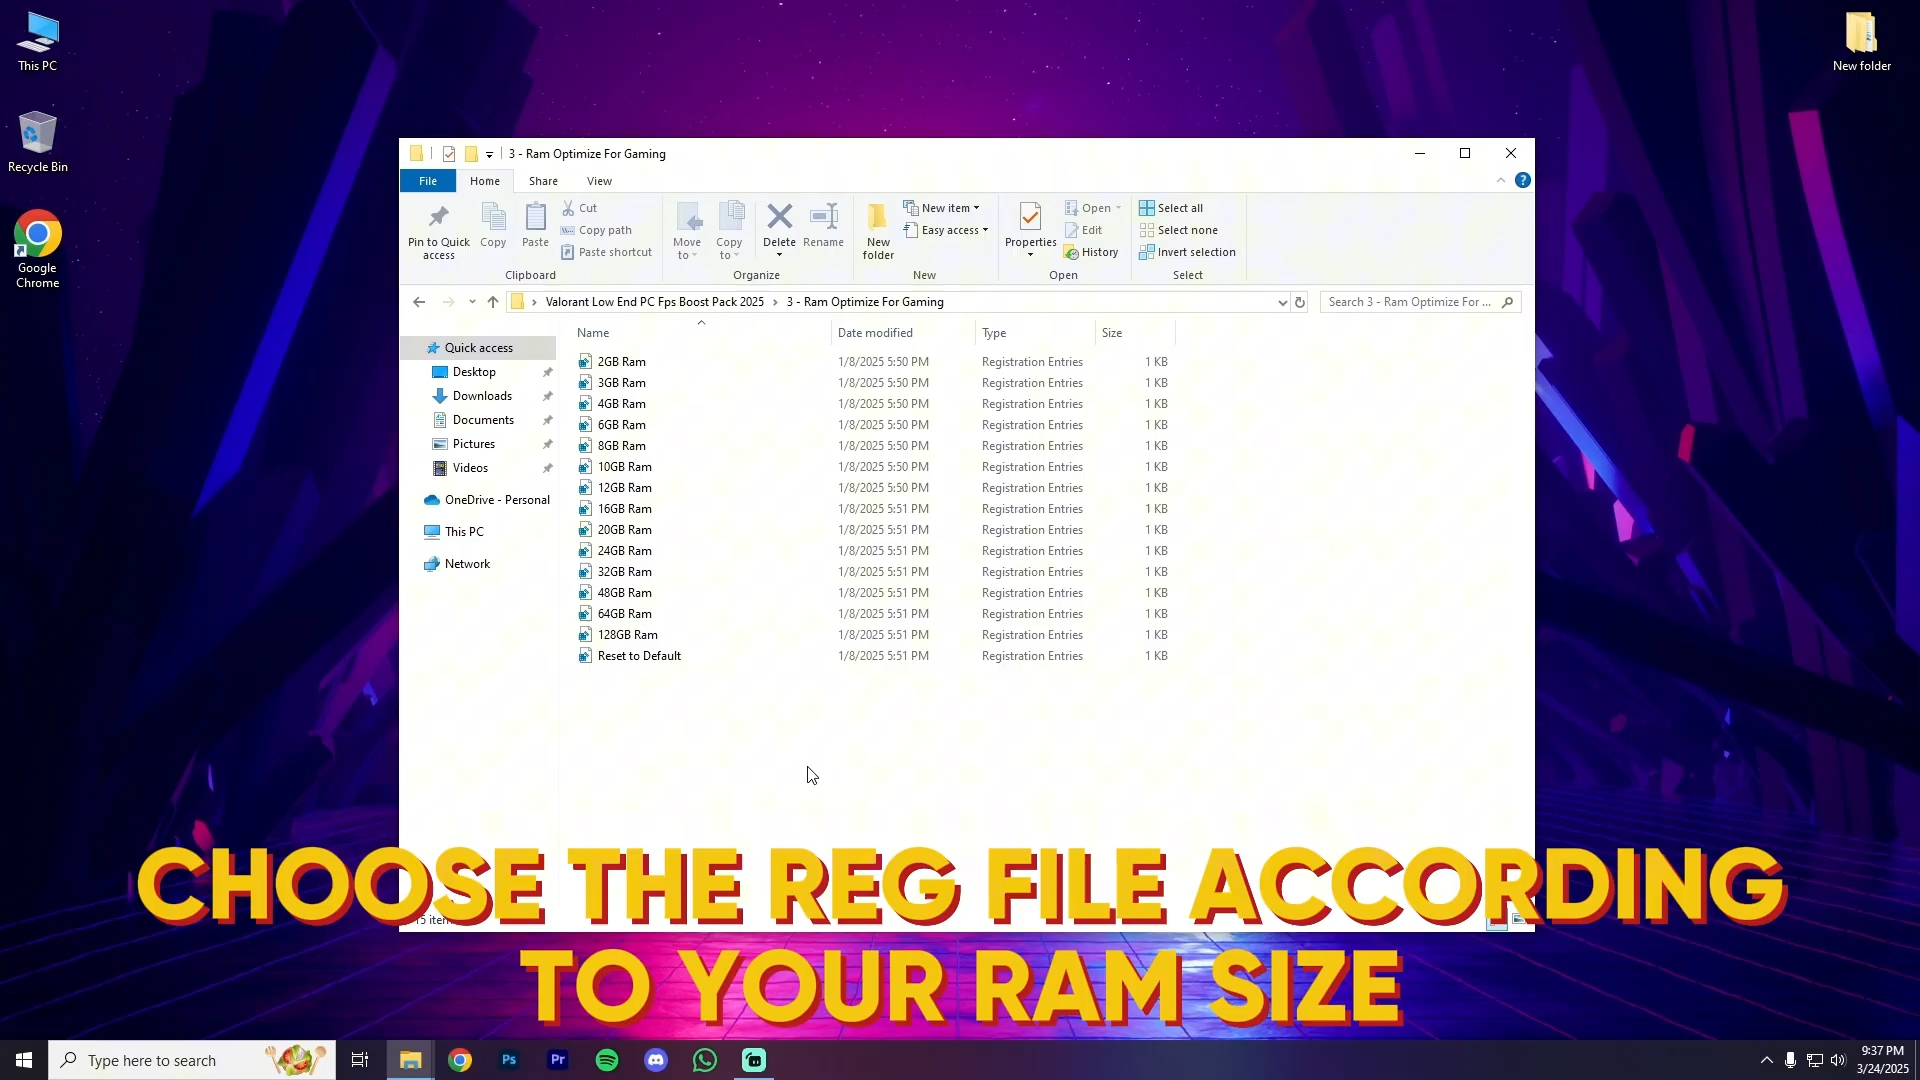 This PC
New folder
Recycle Bin
Google
Chrome
3 - Ram Optimize For Gaming
File Home Share View
Pin to Quick
access
Copy
Paste
Cut
Copy path
Paste shortcut
Move
to
Copy
to
Delete
Rename
New
folder
New item
Easy access
Properties
Open
Edit
History
Select all
Select none
Invert selection
Clipboard Organize New Open Select
Valorant Low End PC Fps Boost Pack 2025 3 - Ram Optimize For Gaming
Search 3 - Ram Optimize For ...
Quick access
Desktop
Downloads
Documents
Pictures
Videos
OneDrive - Personal
This PC
Network
Name Date modified Type Size
2GB Ram 1/8/2025 5:50 PM Registration Entries 1 KB
3GB Ram 1/8/2025 5:50 PM Registration Entries 1 KB
4GB Ram 1/8/2025 5:50 PM Registration Entries 1 KB
6GB Ram 1/8/2025 5:50 PM Registration Entries 1 KB
8GB Ram 1/8/2025 5:50 PM Registration Entries 1 KB
10GB Ram 1/8/2025 5:50 PM Registration Entries 1 KB
12GB Ram 1/8/2025 5:50 PM Registration Entries 1 KB
16GB Ram 1/8/2025 5:51 PM Registration Entries 1 KB
20GB Ram 1/8/2025 5:51 PM Registration Entries 1 KB
24GB Ram 1/8/2025 5:51 PM Registration Entries 1 KB
32GB Ram 1/8/2025 5:51 PM Registration Entries 1 KB
48GB Ram 1/8/2025 5:51 PM Registration Entries 1 KB
64GB Ram 1/8/2025 5:51 PM Registration Entries 1 KB
128GB Ram 1/8/2025 5:51 PM Registration Entries 1 KB
Reset to Default 1/8/2025 5:51 PM Registration Entries 1 KB
CHOOSE THE REG FILE ACCORDING
TO YOUR RAM SIZE
Type here to search
Ps
Pr
9:37 PM
3/24/2025